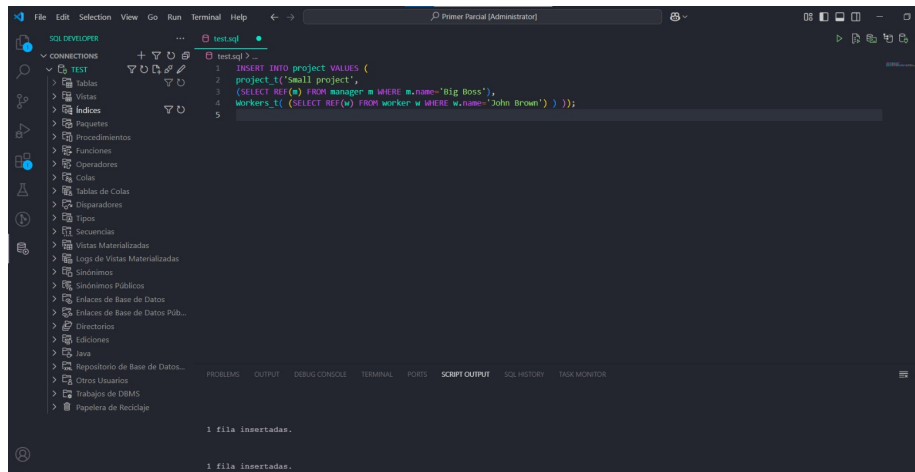 File Edit Selection View Go Run Terminal Help
Primer Parcial [Administrator]
SQL DEVELOPER
CONNECTIONS
TEST
Tablas
Vistas
Índices
Paquetes
Procedimientos
Funciones
Operadores
Colas
Tablas de Colas
Disparadores
Tipos
Secuencias
Vistas Materializadas
Logs de Vistas Materializadas
Sinónimos
Sinónimos Públicos
Enlaces de Base de Datos
Enlaces de Base de Datos Púb...
Directorios
Ediciones
Java
Repositorio de Base de Datos...
Otros Usuarios
Trabajos de DBMS
Papelera de Reciclaje
test.sql
test.sql > ...
1 INSERT INTO project VALUES (
2 project_t('Small project',
3 (SELECT REF(m) FROM manager m WHERE m.name='Big Boss'),
4 Workers_t( (SELECT REF(w) FROM worker w WHERE w.name='John Brown') ) ));
5
PROBLEMS OUTPUT DEBUG CONSOLE TERMINAL PORTS SCRIPT OUTPUT SQL HISTORY TASK MONITOR
1 fila insertadas.
1 fila insertadas.